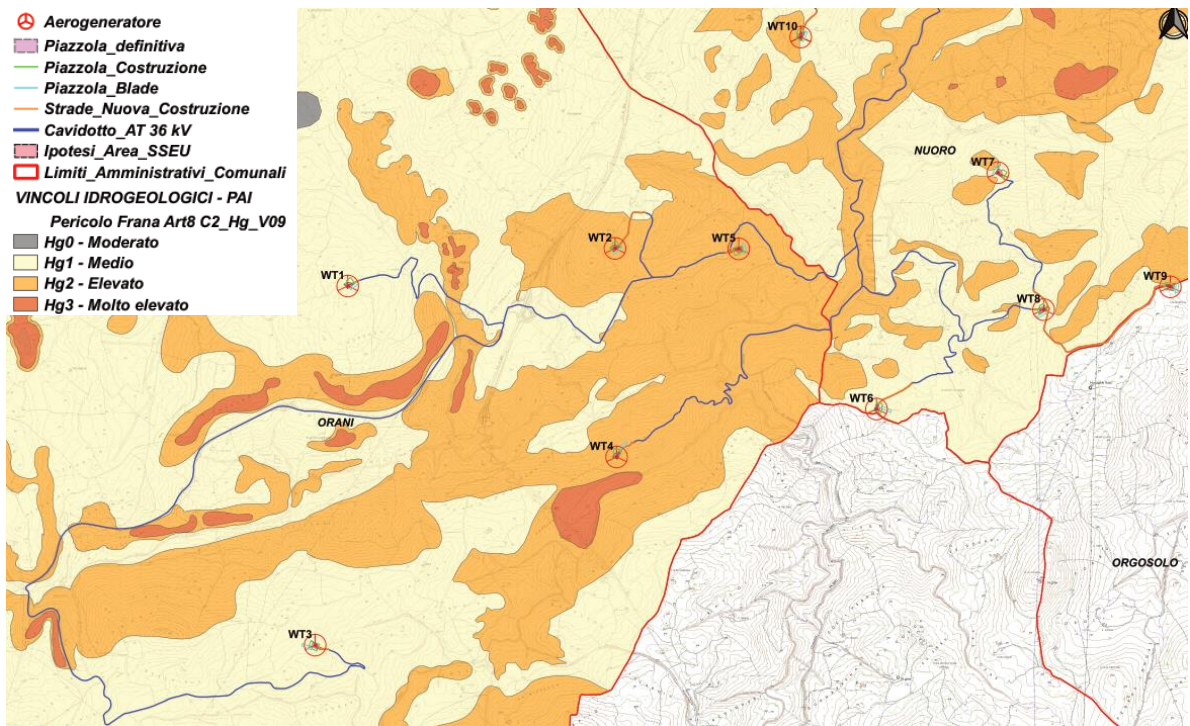 Aerogeneratore
Piazzola_definitiva
Piazzola_Costruzione
Piazzola_Blade
Strade_Nuova_Costruzione
Cavidotto_AT 36 kV
Ipotesi_Area_SSEU
Limiti_Amministrativi_Comunali
VINCOLI IDROGEOLOGICI - PAI
Pericolo Frana Art8 C2_Hg_V09
Hg0 - Moderato
Hg1 - Medio
Hg2 - Elevato
Hg3 - Molto elevato
WT10
NUORO
WT7
WT2
WT5
WT1
WT9
WT8
WT6
ORANI
WT4
ORGOSOLO
WT3